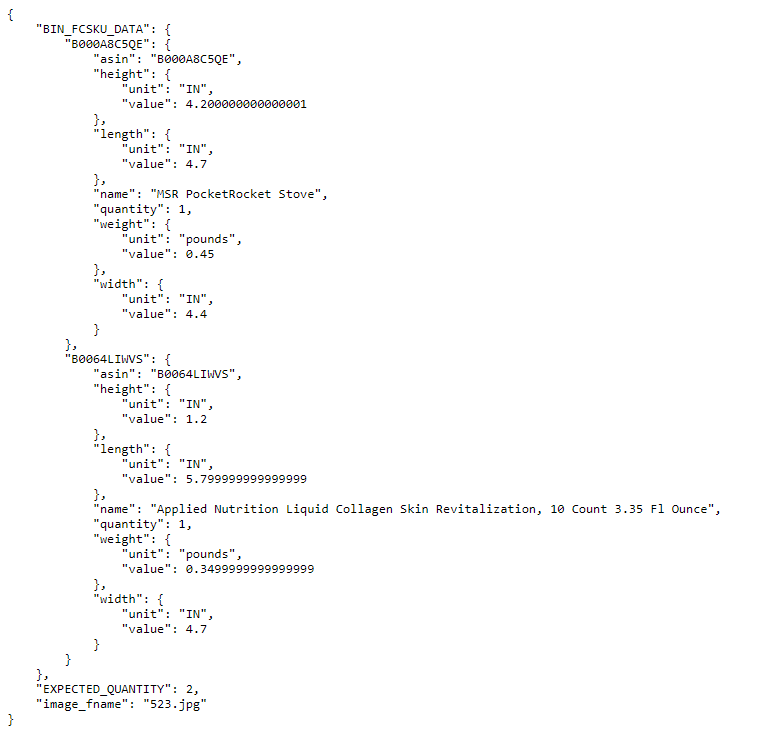 {
    "BIN_FCSKU_DATA": {
        "B000A8C5QE": {
            "asin": "B000A8C5QE",
            "height": {
                "unit": "IN",
                "value": 4.200000000000001
            },
            "length": {
                "unit": "IN",
                "value": 4.7
            },
            "name": "MSR PocketRocket Stove",
            "quantity": 1,
            "weight": {
                "unit": "pounds",
                "value": 0.45
            },
            "width": {
                "unit": "IN",
                "value": 4.4
            }
        },
        "B0064LIWVS": {
            "asin": "B0064LIWVS",
            "height": {
                "unit": "IN",
                "value": 1.2
            },
            "length": {
                "unit": "IN",
                "value": 5.799999999999999
            },
            "name": "Applied Nutrition Liquid Collagen Skin Revitalization, 10 Count 3.35 Fl Ounce",
            "quantity": 1,
            "weight": {
                "unit": "pounds",
                "value": 0.3499999999999999
            },
            "width": {
                "unit": "IN",
                "value": 4.7
            }
        }
    },
    "EXPECTED_QUANTITY": 2,
    "image_fname": "523.jpg"
}